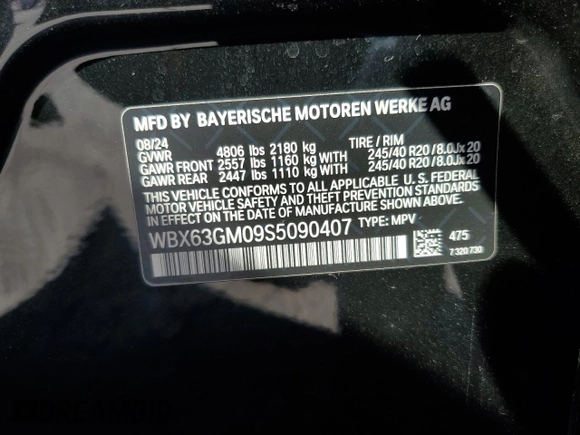 MFD BY BAYERISCHE MOTOREN WERKE AG
08/24 TIRE / RIM
GVWR 4806 lbs 2180 kg
GAWR FRONT 2557 lbs 1160 kg WITH 245/40 R20 / 8.0Jx20
GAWR REAR 2447 lbs 1110 kg WITH 245/40 R20 / 8.0Jx20
THIS VEHICLE CONFORMS TO ALL APPLICABLE U. S. FEDERAL
MOTOR VEHICLE SAFETY AND THEFT PREVENTION STANDARDS
IN EFFECT ON THE DATE OF MANUFACTURE SHOWN ABOVE.
WBX63GM09S5090407 TYPE: MPV
475
7 320 730
DREAMBID